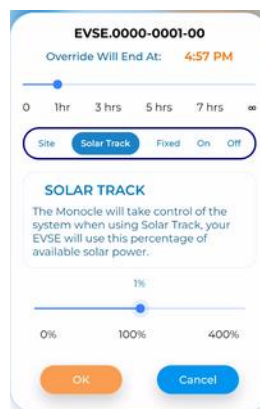 EVSE.0000-0001-00
Override Will End At: 4:57 PM
0 1hr 3 hrs 5 hrs 7 hrs ∞
Site Solar Track Fixed On Off
SOLAR TRACK
The Monocle will take control of the
system when using Solar Track, your
EVSE will use this percentage of
available solar power.
1%
0% 100% 400%
OK Cancel